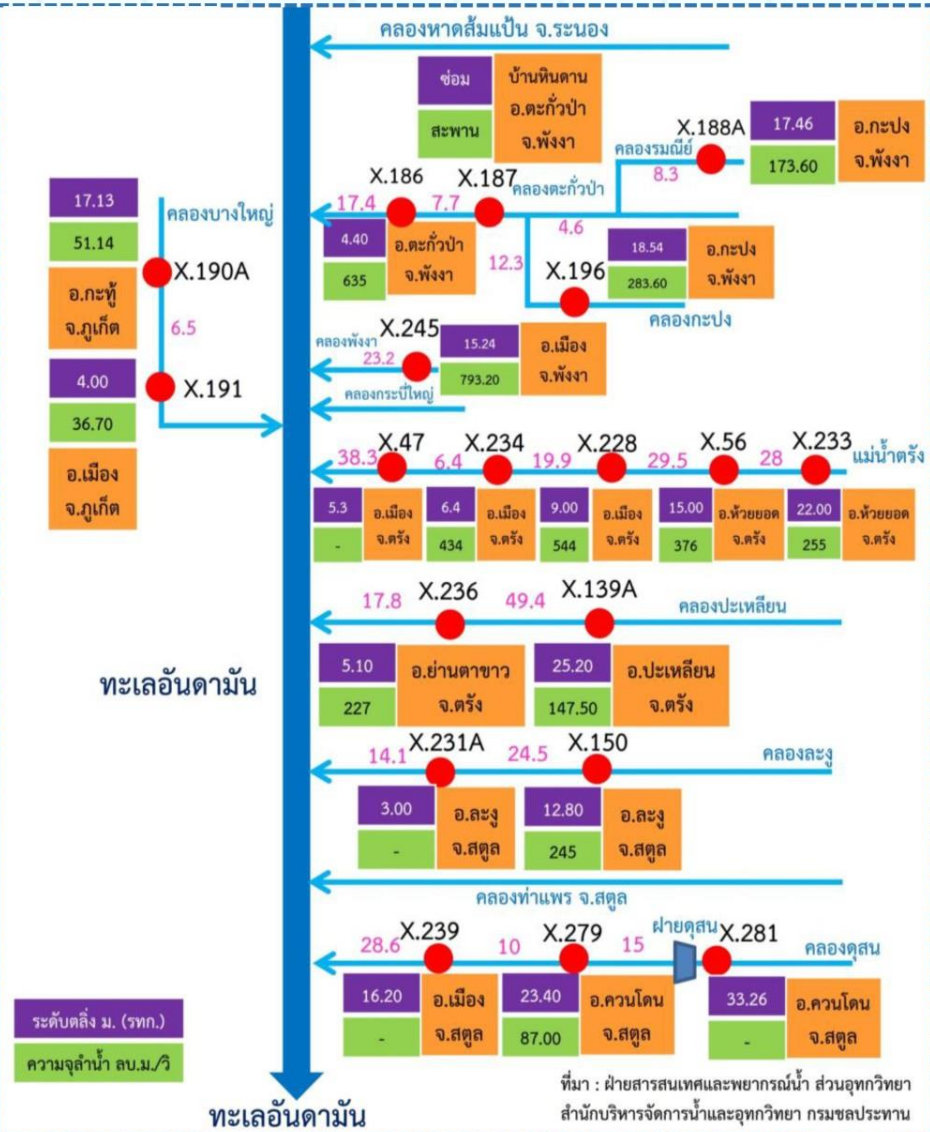 คลองหาดส้มแป้น จ.ระนอง
ซ่อม
สะพาน
บ้านหินดาน
อ.ตะกั่วป่า
จ.พังงา
X.188A
17.46
173.60
อ.กะปง
จ.พังงา
คลองรมณีย์
8.3
X.186
X.187
คลองตะกั่วป่า
17.4
7.7
4.40
635
อ.ตะกั่วป่า
จ.พังงา
4.6
12.3
X.196
18.54
283.60
อ.กะปง
จ.พังงา
คลองกะปง
17.13
51.14
อ.กะทู้
จ.ภูเก็ต
คลองบางใหญ่
X.190A
6.5
4.00
36.70
อ.เมือง
จ.ภูเก็ต
X.191
คลองพังงา
X.245
23.2
15.24
793.20
อ.เมือง
จ.พังงา
คลองกระบี่ใหญ่
X.47
X.234
X.228
X.56
X.233
แม่น้ำตรัง
38.3
6.4
19.9
29.5
28
5.3
-
อ.เมือง
จ.ตรัง
6.4
434
อ.เมือง
จ.ตรัง
9.00
544
อ.เมือง
จ.ตรัง
15.00
376
อ.ห้วยยอด
จ.ตรัง
22.00
255
อ.ห้วยยอด
จ.ตรัง
17.8
X.236
49.4
X.139A
คลองปะเหลียน
5.10
227
อ.ย่านตาขาว
จ.ตรัง
25.20
147.50
อ.ปะเหลียน
จ.ตรัง
ทะเลอันดามัน
14.1
X.231A
24.5
X.150
คลองละงู
3.00
-
อ.ละงู
จ.สตูล
12.80
245
อ.ละงู
จ.สตูล
คลองท่าแพร จ.สตูล
28.6
X.239
10
X.279
15
ฝายดุสน
X.281
คลองดุสน
16.20
-
อ.เมือง
จ.สตูล
23.40
87.00
อ.ควนโดน
จ.สตูล
33.26
-
อ.ควนโดน
จ.สตูล
ระดับตลิ่ง ม. (รทก.)
ความจุลำน้ำ ลบ.ม./วิ
ทะเลอันดามัน
ที่มา : ฝ่ายสารสนเทศและพยากรณ์น้ำ ส่วนอุทกวิทยา
สำนักบริหารจัดการน้ำและอุทกวิทยา กรมชลประทาน